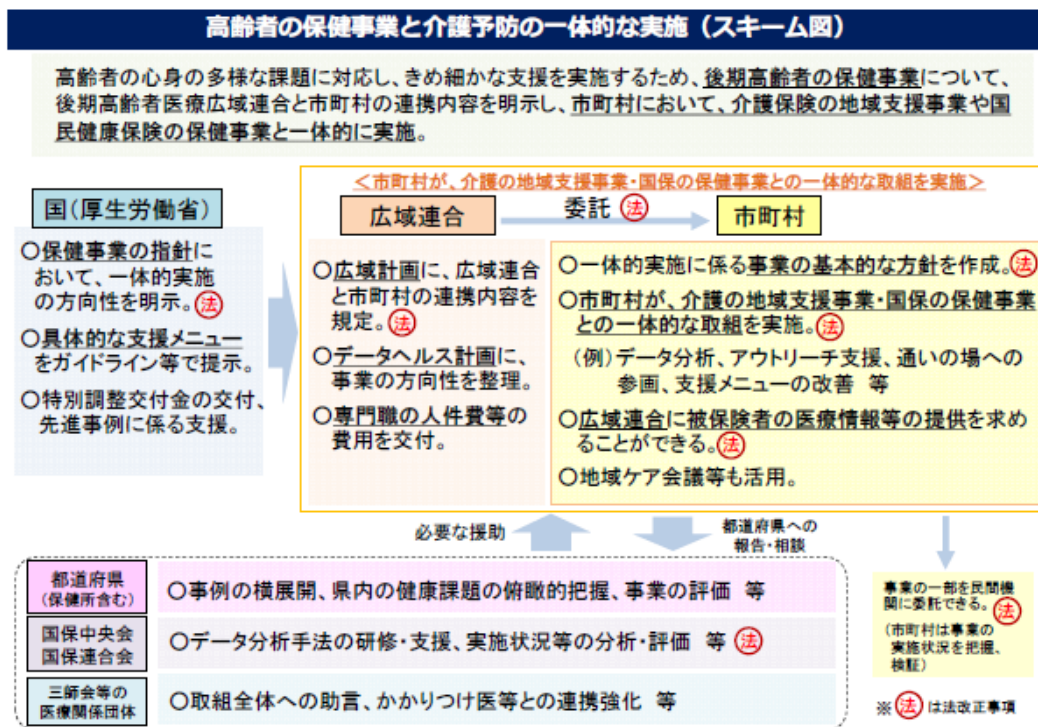 高齢者の保健事業と介護予防の一体的な実施（スキーム図）
高齢者の心身の多様な課題に対応し、きめ細かな支援を実施するため、後期高齢者の保健事業について、
後期高齢者医療広域連合と市町村の連携内容を明示し、市町村において、介護保険の地域支援事業や国
民健康保険の保健事業と一体的に実施。
＜市町村が、介護の地域支援事業・国保の保健事業との一体的な取組を実施＞
国（厚生労働省）
○保健事業の指針に
おいて、一体的実施
の方向性を明示。法
○具体的な支援メニュー
をガイドライン等で提示。
○特別調整交付金の交付、
先進事例に係る支援。
広域連合
委託 法
市町村
○広域計画に、広域連合
と市町村の連携内容を
規定。法
○データヘルス計画に、
事業の方向性を整理。
○専門職の人件費等の
費用を交付。
○一体的実施に係る事業の基本的な方針を作成。法
○市町村が、介護の地域支援事業・国保の保健事業
との一体的な取組を実施。法
（例）データ分析、アウトリーチ支援、通いの場への
参画、支援メニューの改善 等
○広域連合に被保険者の医療情報等の提供を求め
ることができる。法
○地域ケア会議等も活用。
必要な援助
都道府県への
報告・相談
都道府県
（保健所含む）
○事例の横展開、県内の健康課題の俯瞰的把握、事業の評価 等
国保中央会
国保連合会
○データ分析手法の研修・支援、実施状況等の分析・評価 等 法
三師会等の
医療関係団体
○取組全体への助言、かかりつけ医等との連携強化 等
事業の一部を民間機
関に委託できる。法
（市町村は事業の
実施状況を把握、
検証）
※法は法改正事項